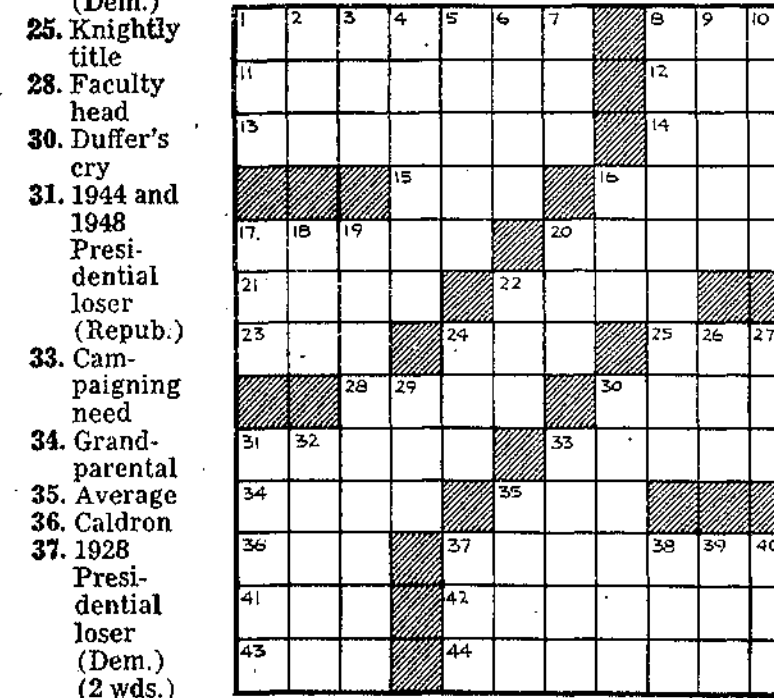 (Dem.)
25. Knightly
title
28. Faculty
head
30. Duffer's
cry
31. 1944 and
1948
Presi-
dential
loser
(Repub.)
33. Cam-
paigning
need
34. Grand-
parental
35. Average
36. Caldron
37. 1928
Presi-
dential
loser
(Dem.)
(2 wds.)
1 2 3 4 5 6 7 8 9 10
11 12
13 14
15 16
17 18 19 20
21 22
23 24 25 26 27
28 29 30
31 32 33
34 35
36 37 38 39 40
41 42
43 44